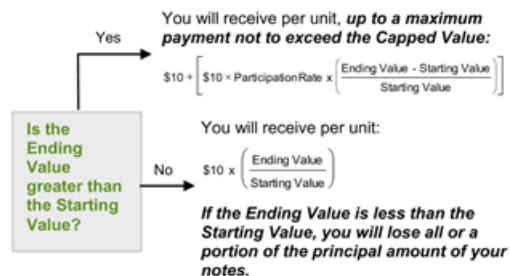 You will receive per unit, up to a maximum
payment not to exceed the Capped Value:
Yes
$10 + [ $10 × Participation Rate x ( Ending Value - Starting Value / Starting Value ) ]
Is the
Ending
Value
greater than
the Starting
Value?
You will receive per unit:
No
$10 x ( Ending Value / Starting Value )
If the Ending Value is less than the
Starting Value, you will lose all or a
portion of the principal amount of your
notes.